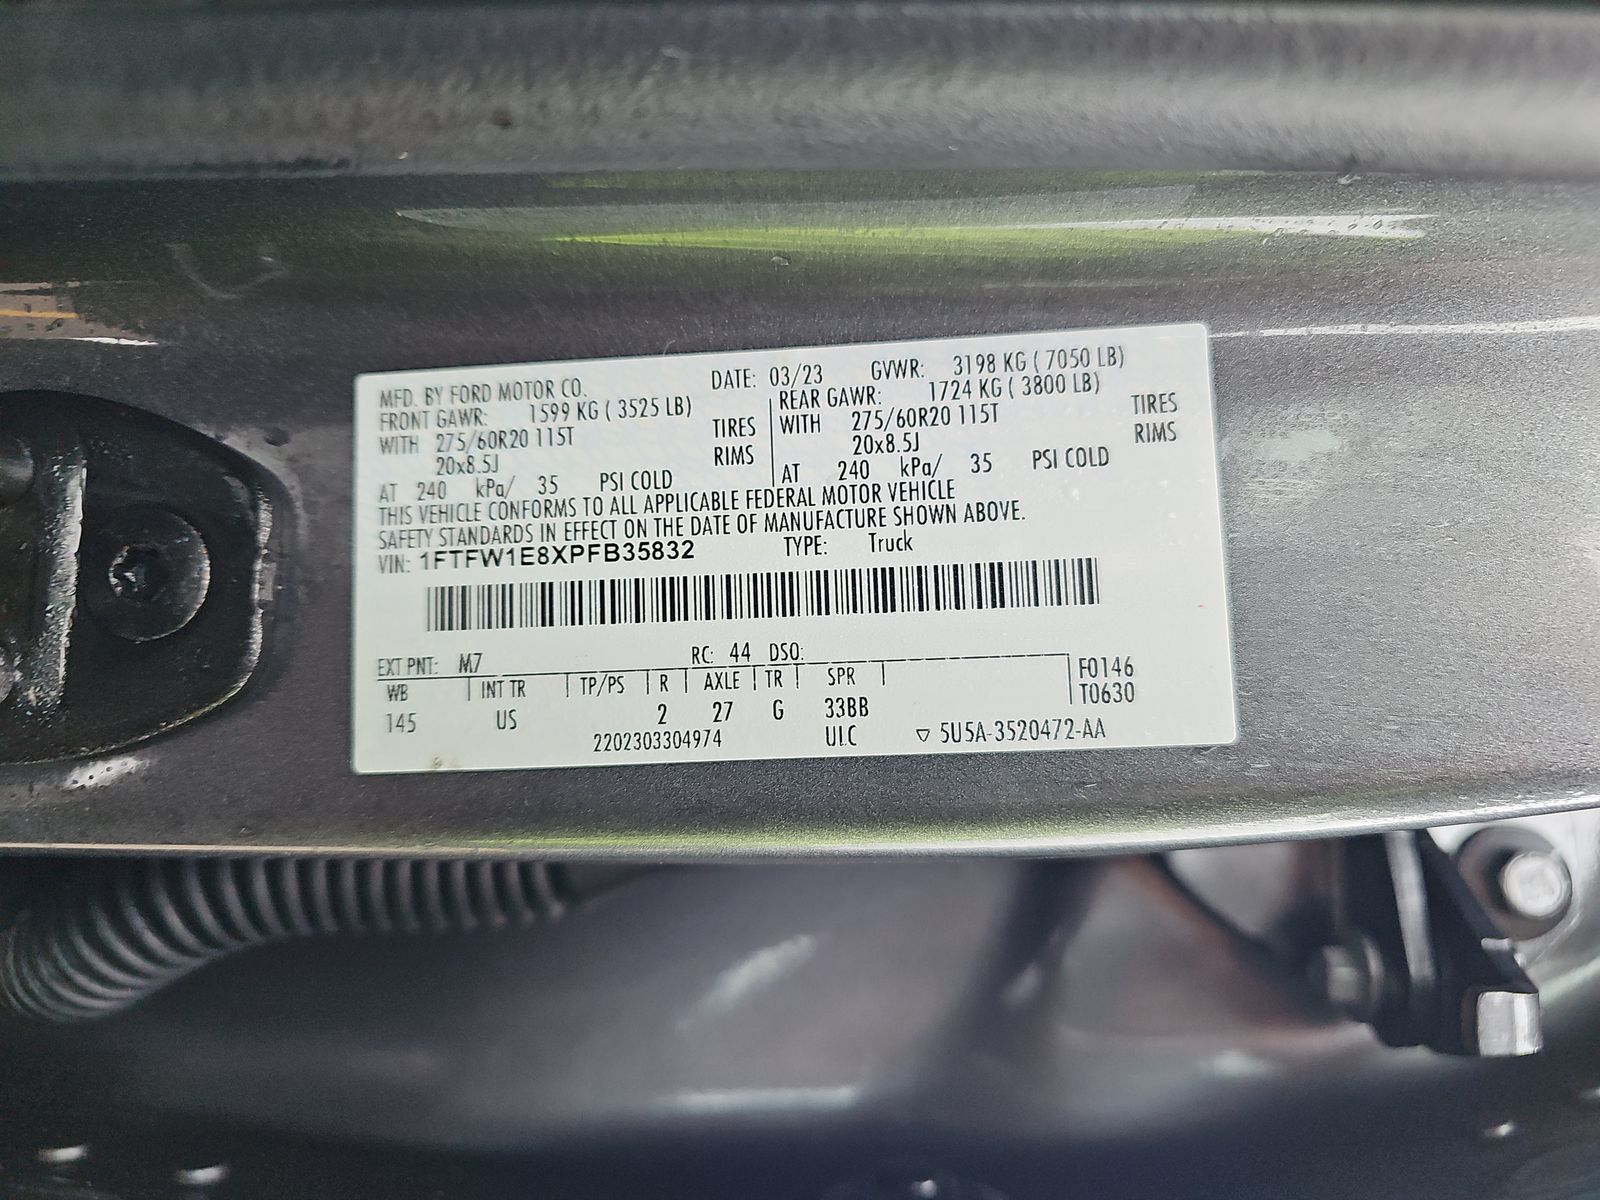 MFD. BY FORD MOTOR CO. DATE: 03/23 GVWR: 3198 KG ( 7050 LB)
FRONT GAWR: 1599 KG ( 3525 LB) REAR GAWR: 1724 KG ( 3800 LB)
WITH 275/60R20 115T TIRES WITH 275/60R20 115T TIRES
20x8.5J RIMS 20x8.5J RIMS
AT 240 kPa/ 35 PSI COLD AT 240 kPa/ 35 PSI COLD
THIS VEHICLE CONFORMS TO ALL APPLICABLE FEDERAL MOTOR VEHICLE
SAFETY STANDARDS IN EFFECT ON THE DATE OF MANUFACTURE SHOWN ABOVE.
VIN: 1FTFW1E8XPFB35832 TYPE: Truck
EXT PNT: M7 RC: 44 DSO:
WB INT TR TP/PS R AXLE TR SPR F0146
145 US 2 27 G 33BB T0630
2202303304974 ULC ▽ 5U5A-3520472-AA